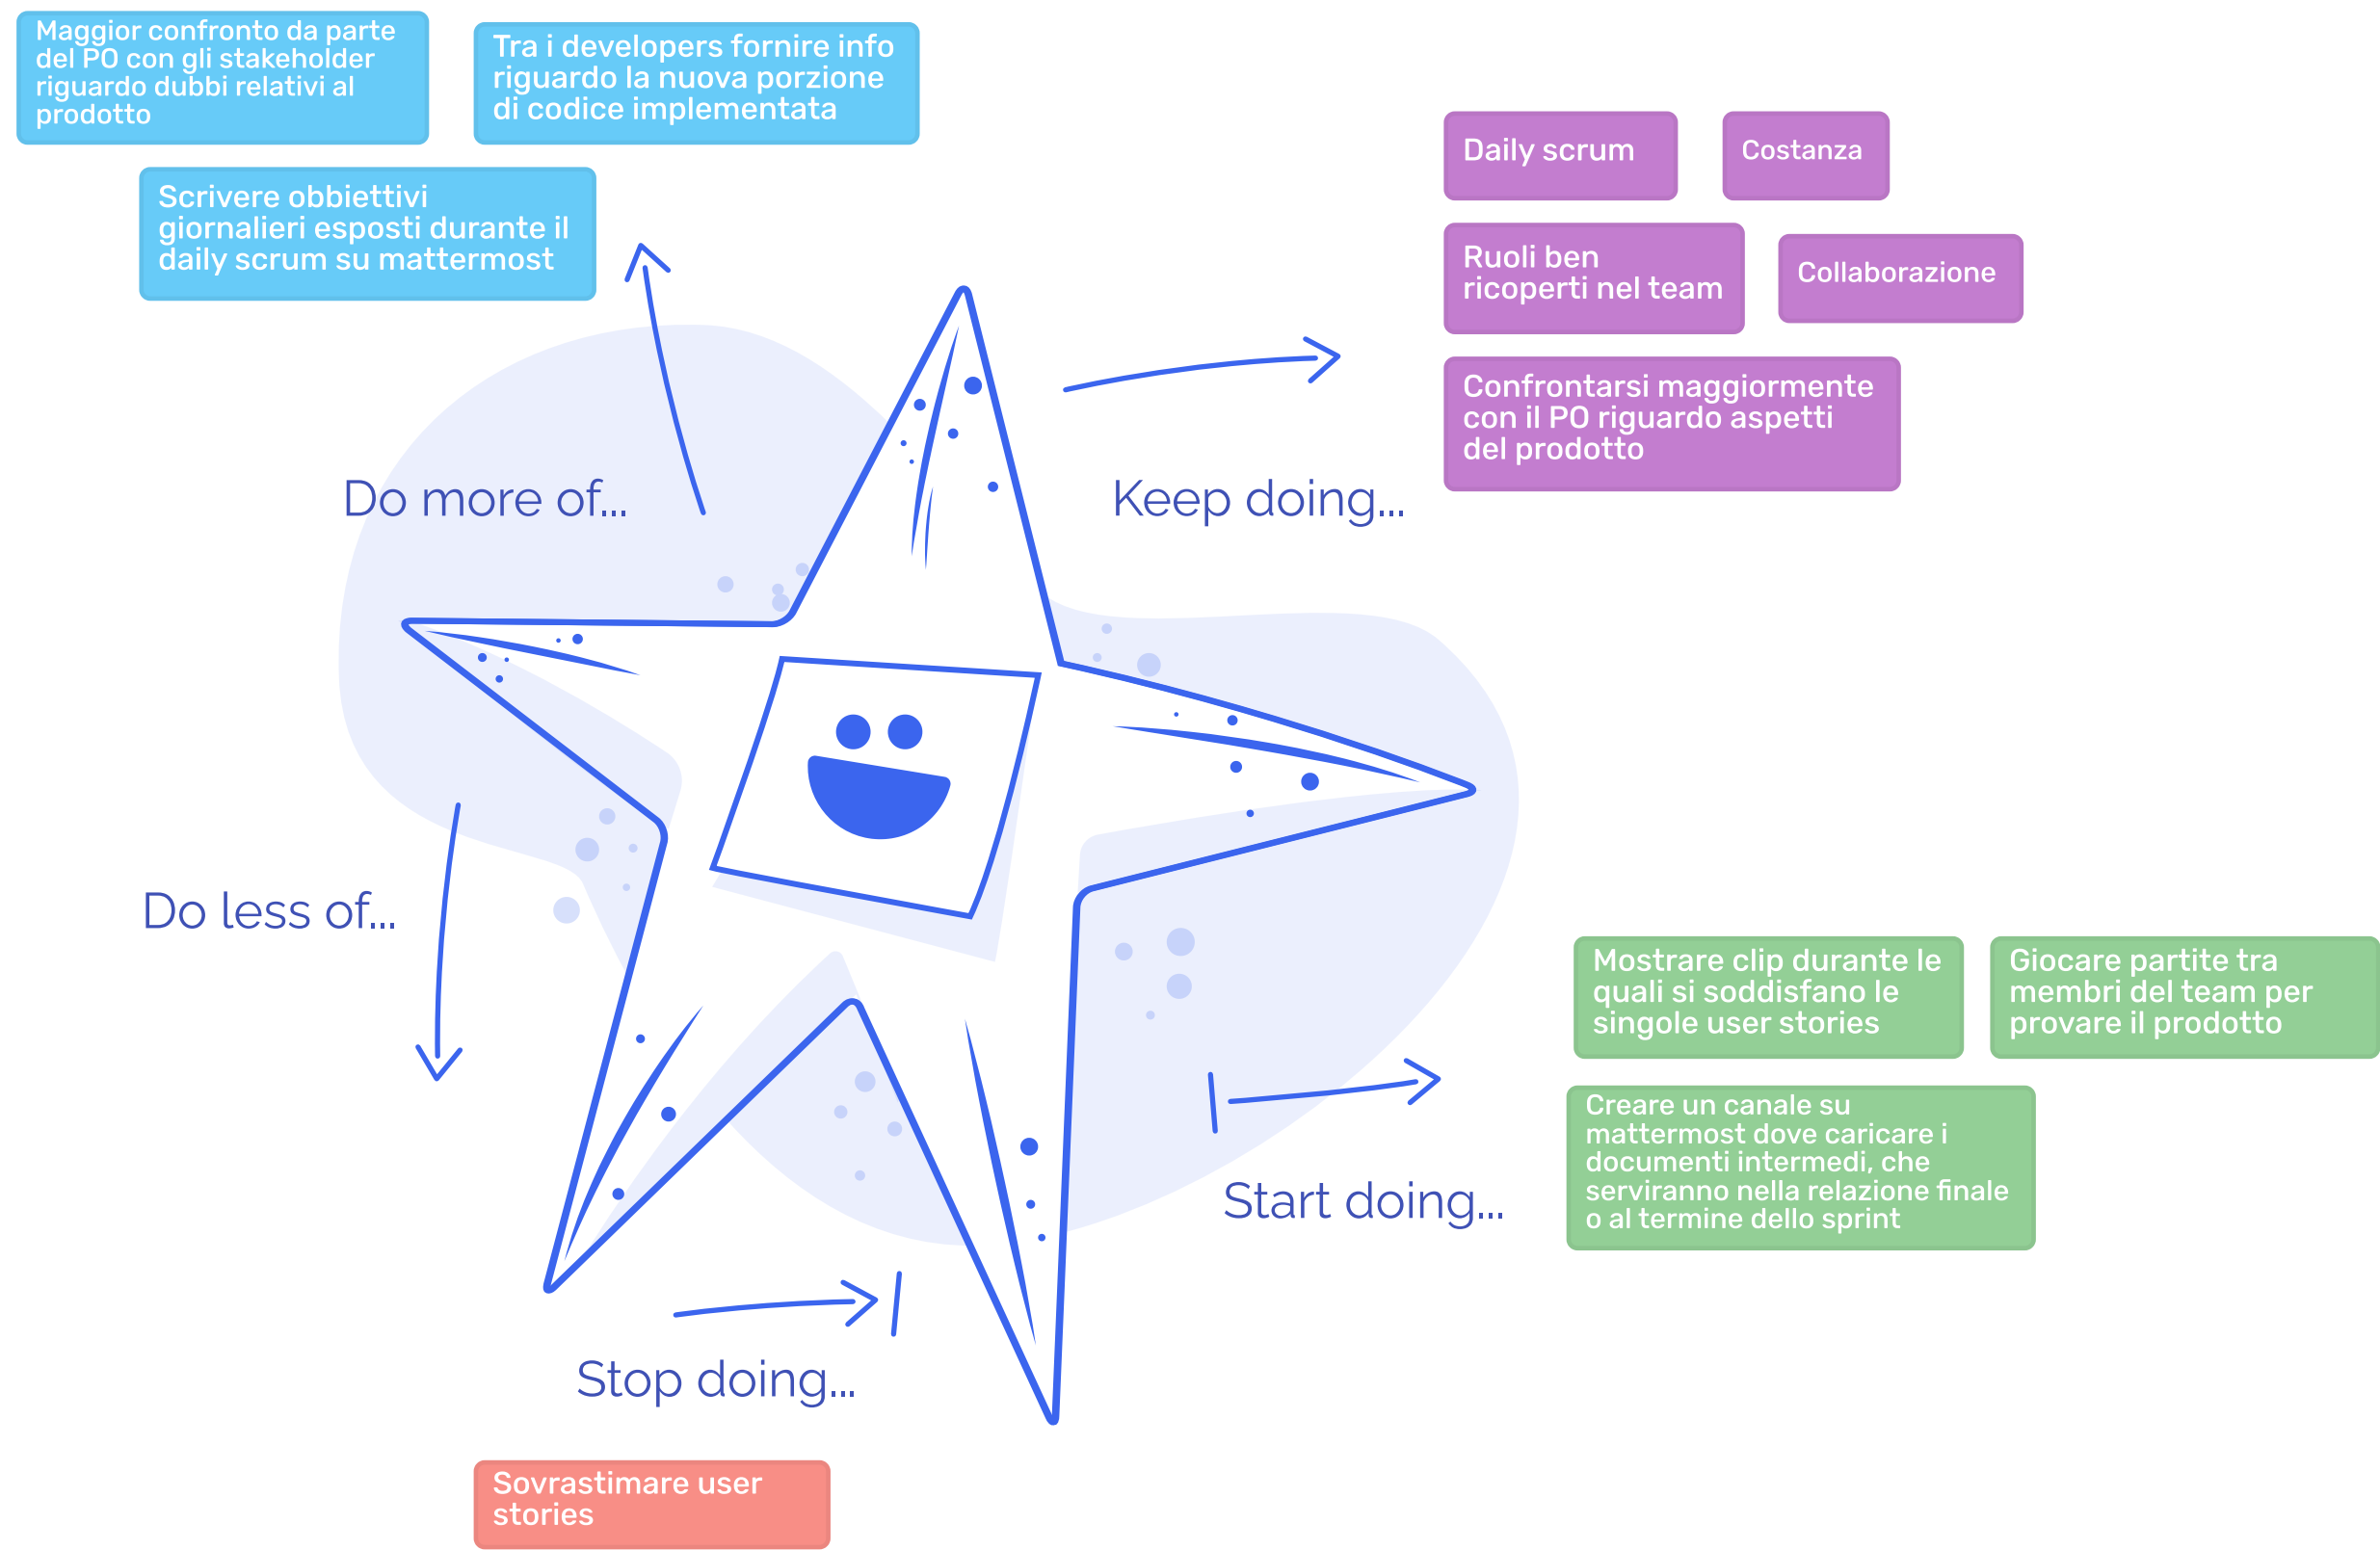 Maggior confronto da parte
del PO con gli stakeholder
riguardo dubbi relativi al
prodotto
Tra i developers fornire info
riguardo la nuova porzione
di codice implementata
Scrivere obbiettivi
giornalieri esposti durante il
daily scrum su mattermost
Daily scrum
Costanza
Ruoli ben
ricoperti nel team
Collaborazione
Confrontarsi maggiormente
con il PO riguardo aspetti
del prodotto
Do more of...
Keep doing...
Do less of...
Mostrare clip durante le
quali si soddisfano le
singole user stories
Giocare partite tra
membri del team per
provare il prodotto
Creare un canale su
mattermost dove caricare i
documenti intermedi, che
serviranno nella relazione finale
o al termine dello sprint
Start doing...
Stop doing...
Sovrastimare user
stories